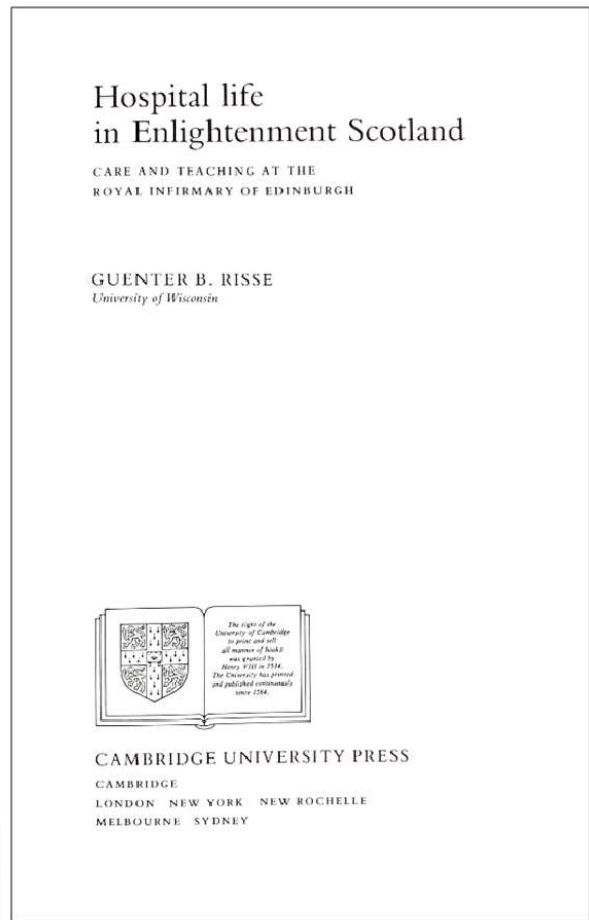 Hospital life
in Enlightenment Scotland
CARE AND TEACHING AT THE
ROYAL INFIRMARY OF EDINBURGH
GUENTER B. RISSE
University of Wisconsin
The right of the
University of Cambridge
to print and sell
all manner of books
was granted by
Henry VIII in 1534.
The University has printed
and published continuously
since 1584.
CAMBRIDGE UNIVERSITY PRESS
CAMBRIDGE
LONDON NEW YORK NEW ROCHELLE
MELBOURNE SYDNEY